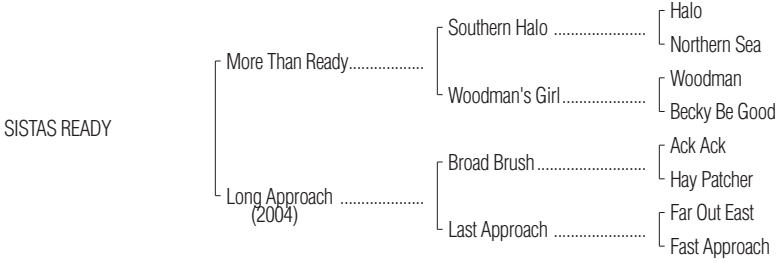 Halo
Southern Halo ......................
Northern Sea
More Than Ready..................
Woodman
Woodman's Girl....................
Becky Be Good
SISTAS READY
Ack Ack
Broad Brush..........................
Hay Patcher
Long Approach ....................
(2004)
Far Out East
Last Approach ......................
Fast Approach